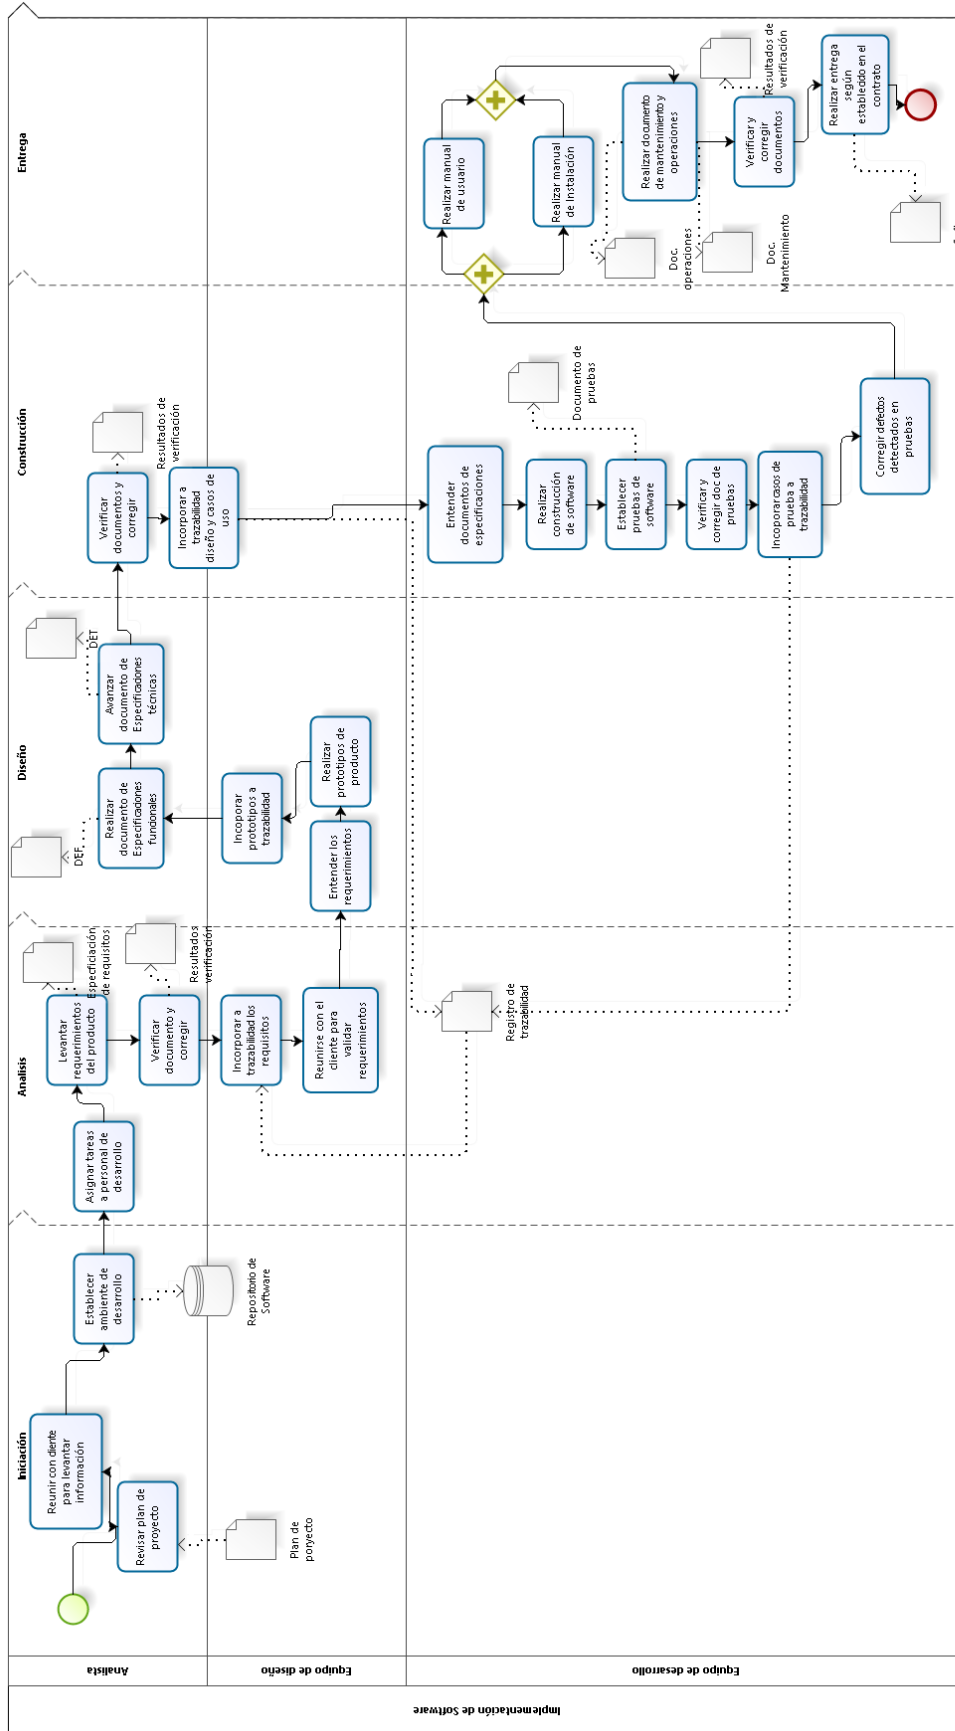 Implementación de Software
Analista
Equipo de diseño
Equipo de desarrollo
Iniciación
Analisis
Diseño
Construcción
Entrega
Revisar plan de
proyecto
Plan de
poryecto
Reunir con cliente
para levantar
información
Establecer
ambiente de
desarrollo
Repositorio de
Software
Asignar tareas
a personal de
desarrollo
Levantar
requerimientos
del producto
Especficiación
de requisitos
Verificar
documento y
corregir
Resultados
verificación
Incorporar a
trazabilidad los
requisitos
Reunirse con el
cliente para
validar
requerimientos
Registro de
trazabilidad
Entender los
requerimientos
Realizar
prototipos de
producto
Incoporar
prototipos a
trazabilidad
Realizar
documento de
Especificaciones
funcionales
DEF
Avanzar
documento de
Especificaciones
técnicas
DET
Verificar
documentos y
corregir
Resultados de
verificación
Incorporar a
trazabilidad
diseño y casos de
uso
Entender
documentos de
especificaciones
Realizar
construcción
de software
Establecer
pruebas de
software
Documento de
pruebas
Verificar y
corregir doc de
pruebas
Incoporar casos de
prueba a
trazabilidad
Corregir defectos
detectados en
pruebas
Realizar manual
de usuario
Realizar manual
de Instalación
Realizar documento
de mantenimiento y
operaciones
Doc.
operaciones
Doc.
Mantenimiento
Verificar y
corregir
documentos
Resultados de
verificación
Realizar entrega
según
establecido en el
contrato